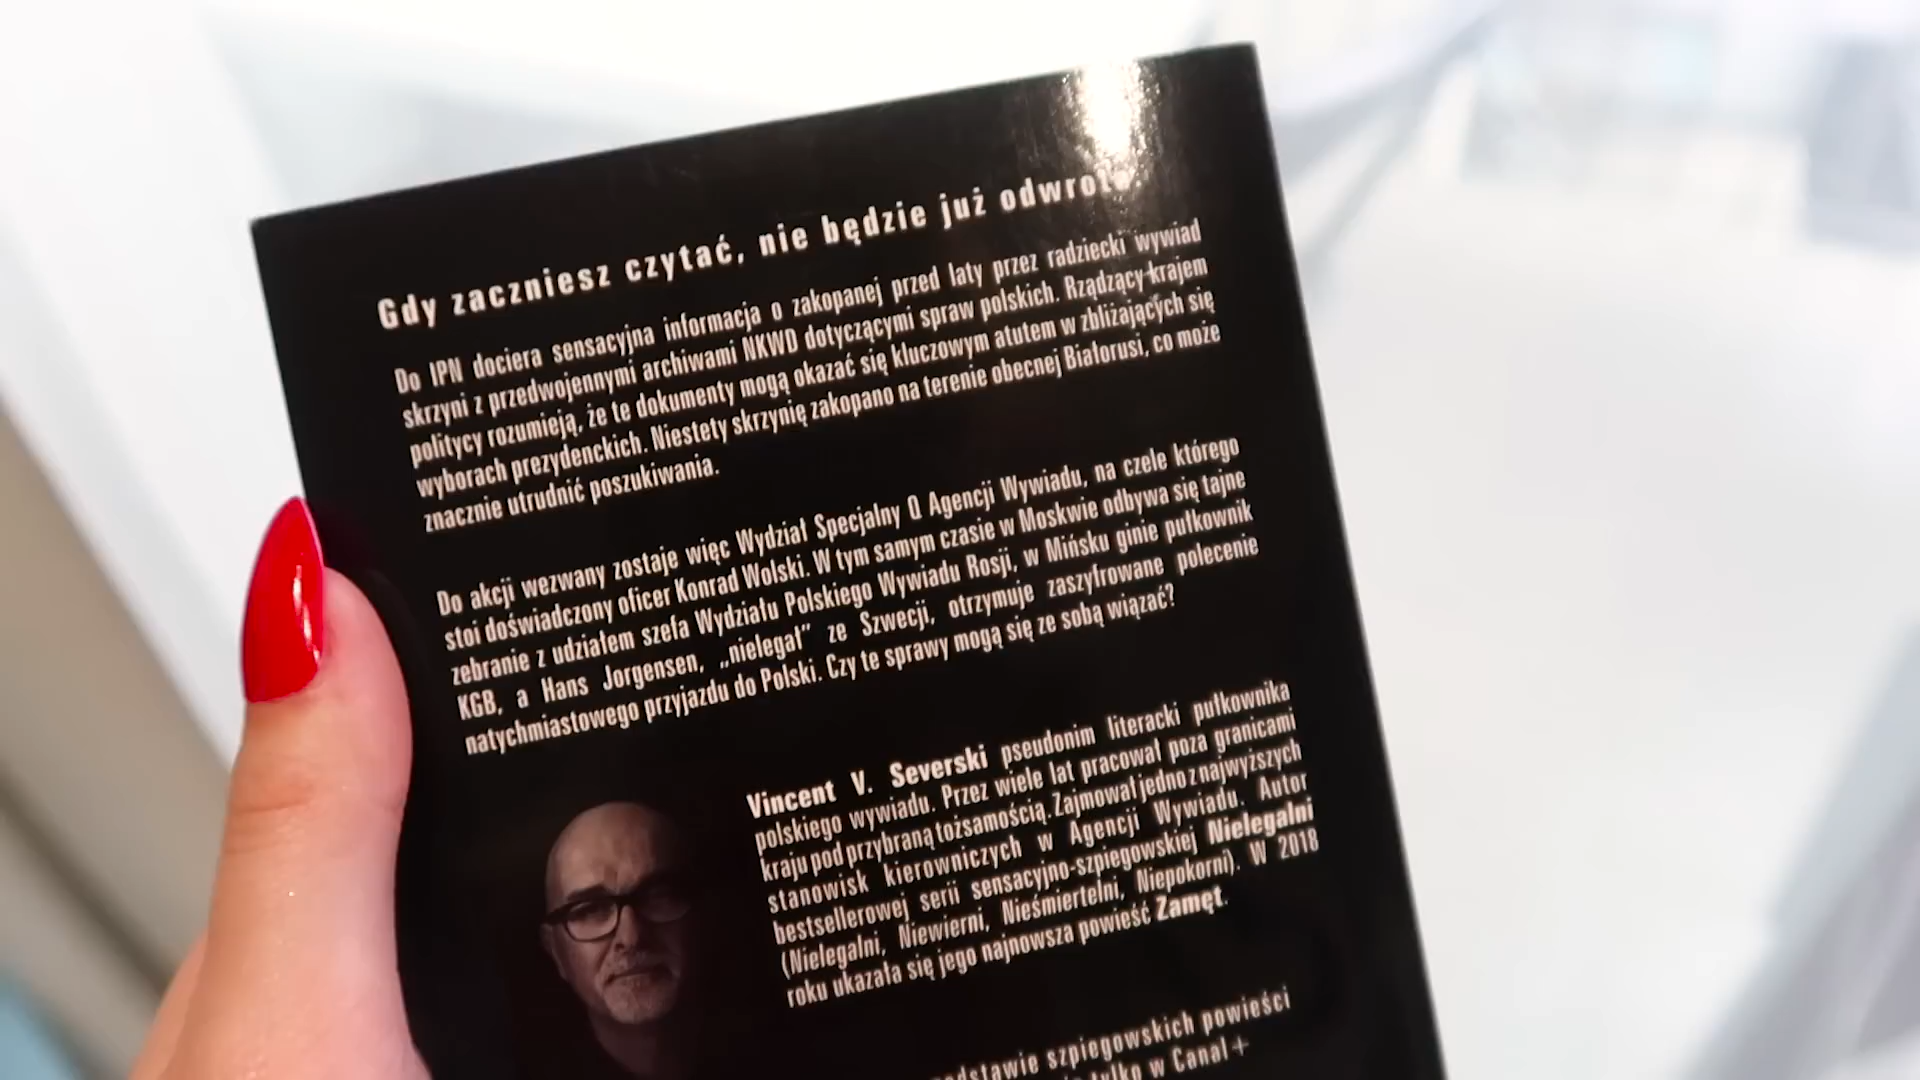 Gdy zaczniesz czytać, nie będzie już
Do IPN dociera sensacyjna informacja o zakopanej przed laty przez radziecki wywiad
skrzyni z przedwojennymi archiwami NKWD dotyczącymi spraw polskich. Rządzący krajem
politycy rozumieją, że te dokumenty mogą okazać się kluczowym atutem w zbliżających się
wyborach prezydenckich. Niestety skrzynię zakopano na terenie obecnej Białorusi, co może
znacznie utrudnić poszukiwania.
Do akcji wezwany zostaje więc Wydział Specjalny Q Agencji Wywiadu, na czele którego
stoi doświadczony oficer Konrad Wolski. W tym samym czasie w Moskwie odbywa się tajne
zebranie z udziałem szefa Wydziału Polskiego Wywiadu Rosji, w Mińsku ginie pułkownik
KGB, a Hans Jorgensen, „nielegał” ze Szwecji, otrzymuje zaszyfrowane polecenie
natychmiastowego przyjazdu do Polski. Czy te sprawy mogą się ze sobą wiązać?
Vincent V. Severski pseudonim literacki pułkownika
polskiego wywiadu. Przez wiele lat pracował poza granicami
kraju pod przybraną tożsamością. Zajmował jedno z najwyższych
stanowisk kierowniczych w Agencji Wywiadu. Autor
bestsellerowej serii sensacyjno-szpiegowskiej Nielegalni
(Nielegalni, Niewierni, Nieśmiertelni, Niepokorni). W 2018
roku ukazała się jego najnowsza powieść Zamęt.
szpiegowskich powieści
tylko w Canal+